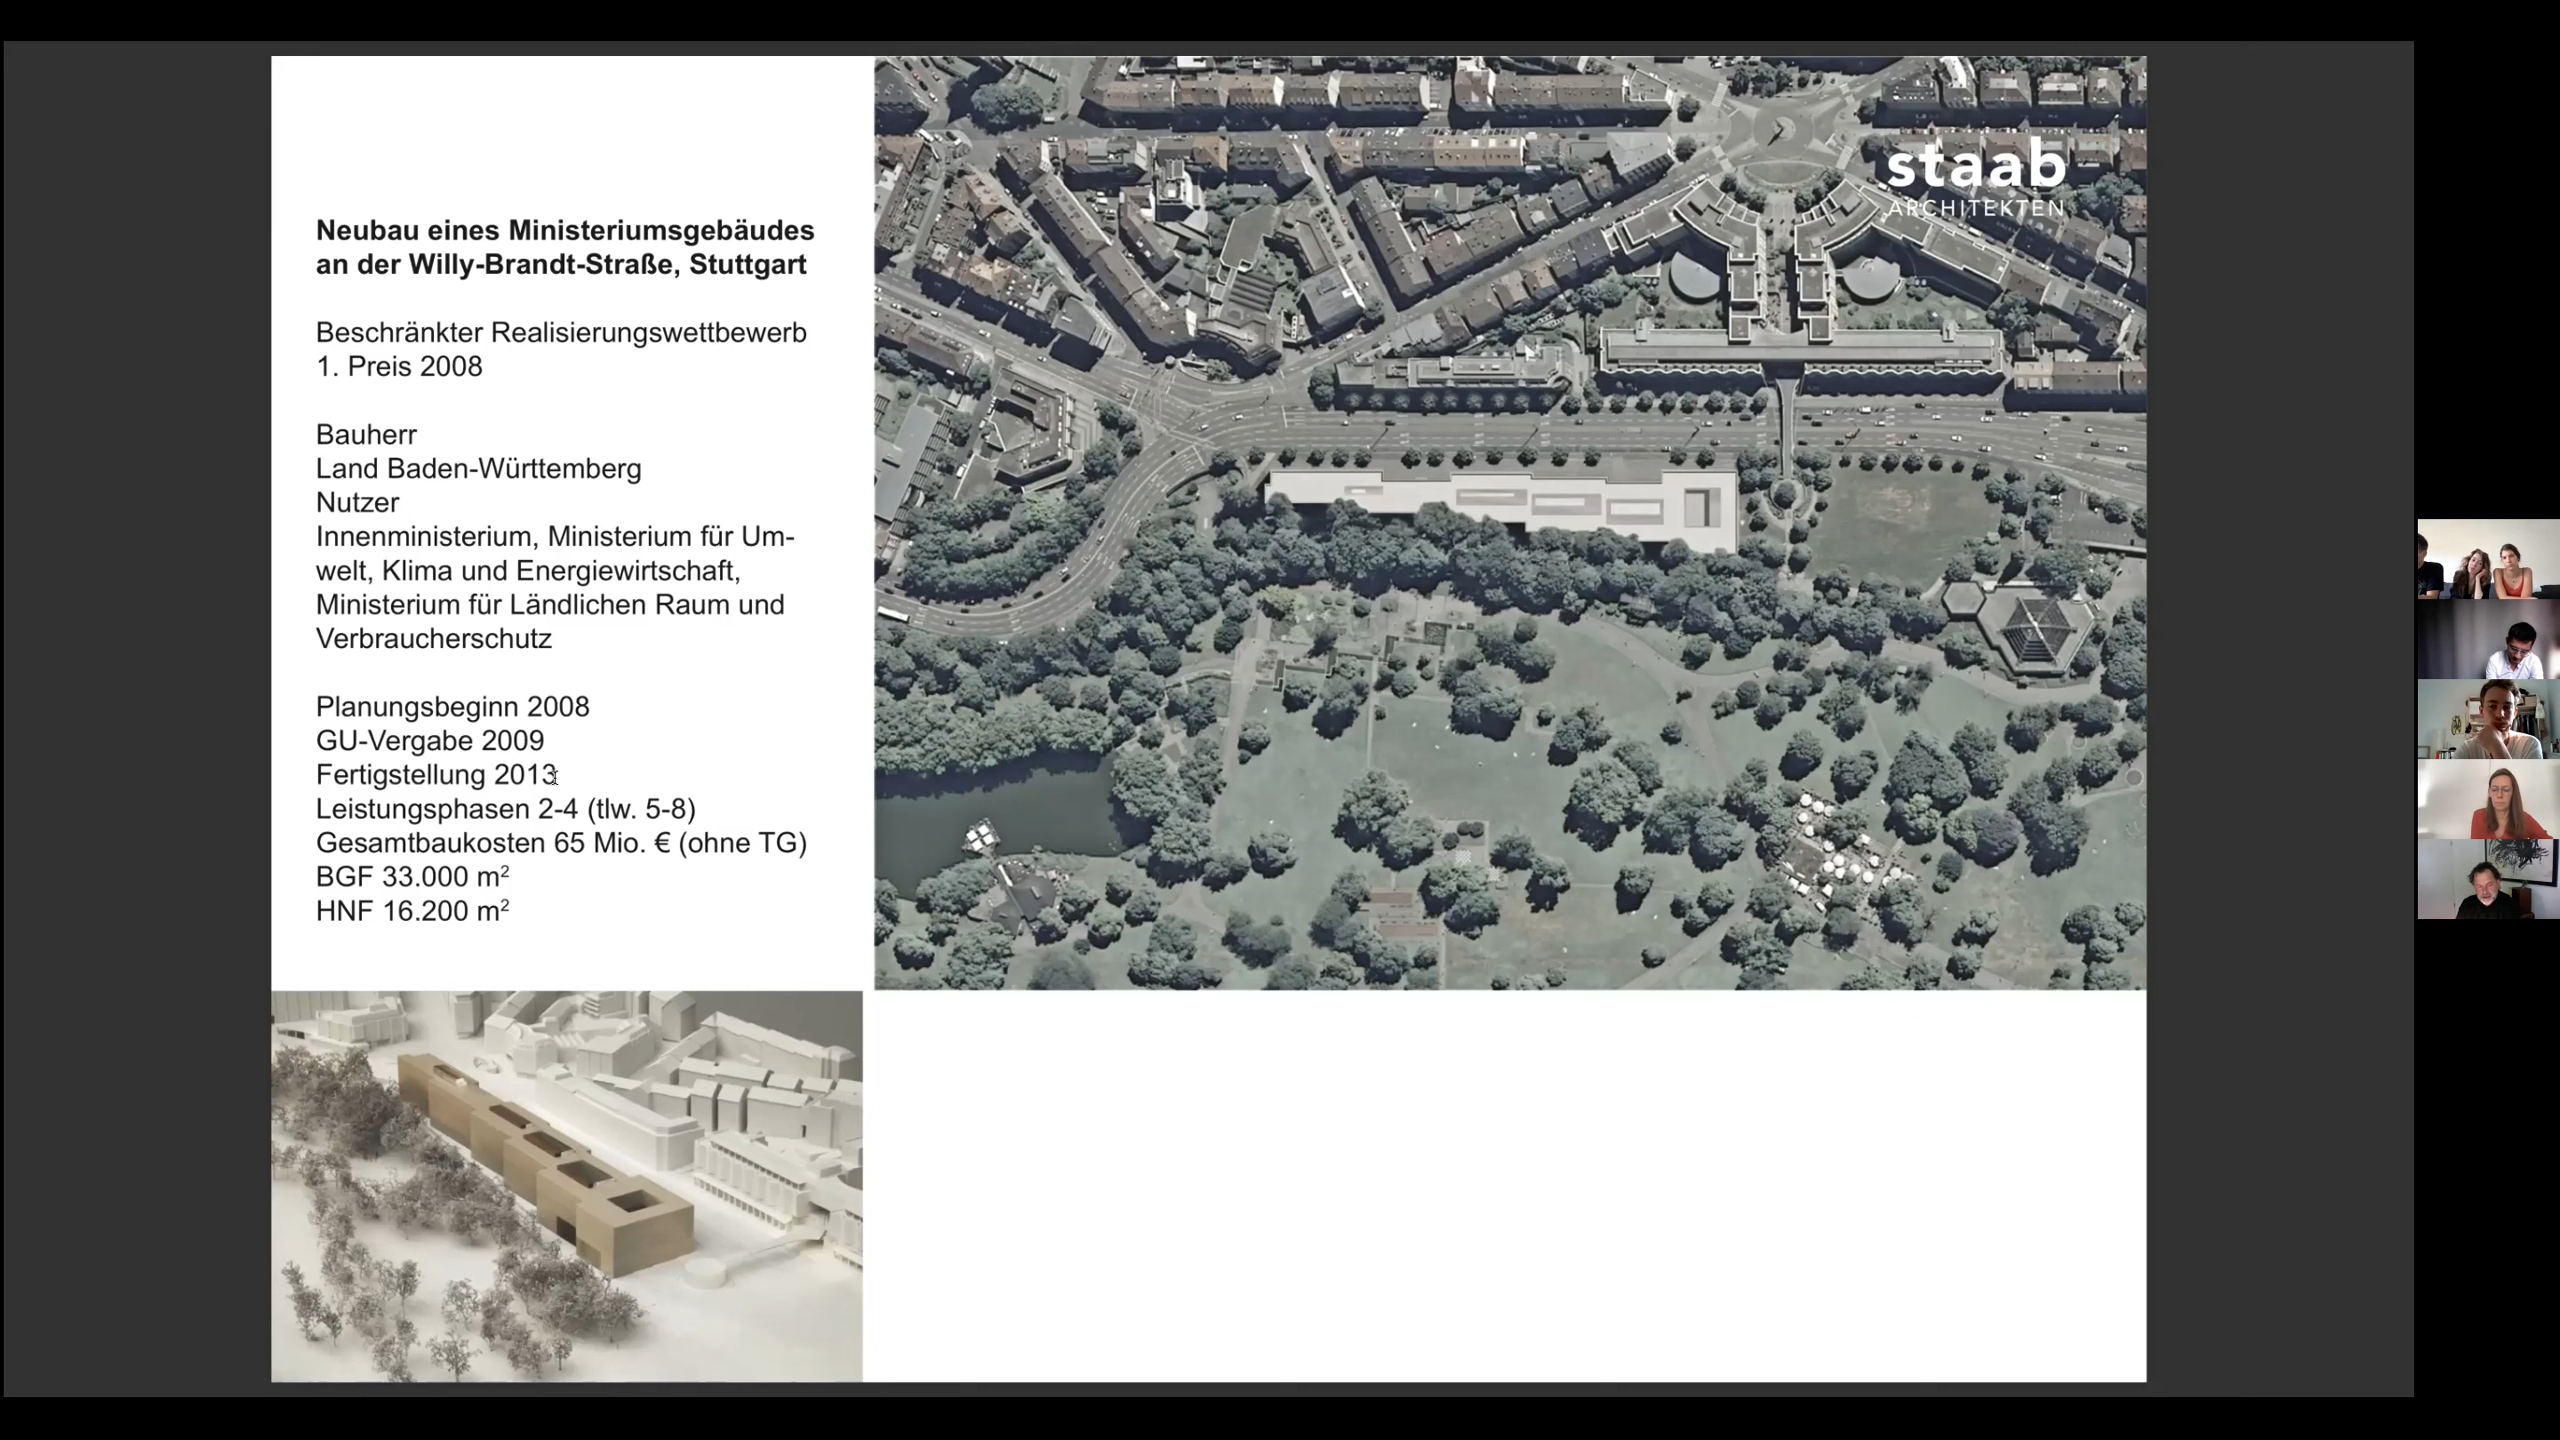 Neubau eines Ministeriumsgebäudes
an der Willy-Brandt-Straße, Stuttgart
Beschränkter Realisierungswettbewerb
1. Preis 2008
Bauherr
Land Baden-Württemberg
Nutzer
Innenministerium, Ministerium für Um-
welt, Klima und Energiewirtschaft,
Ministerium für Ländlichen Raum und
Verbraucherschutz
Planungsbeginn 2008
GU-Vergabe 2009
Fertigstellung 2013
Leistungsphasen 2-4 (tlw. 5-8)
Gesamtbaukosten 65 Mio. € (ohne TG)
BGF 33.000 m²
HNF 16.200 m²
staab
ARCHITEKTEN